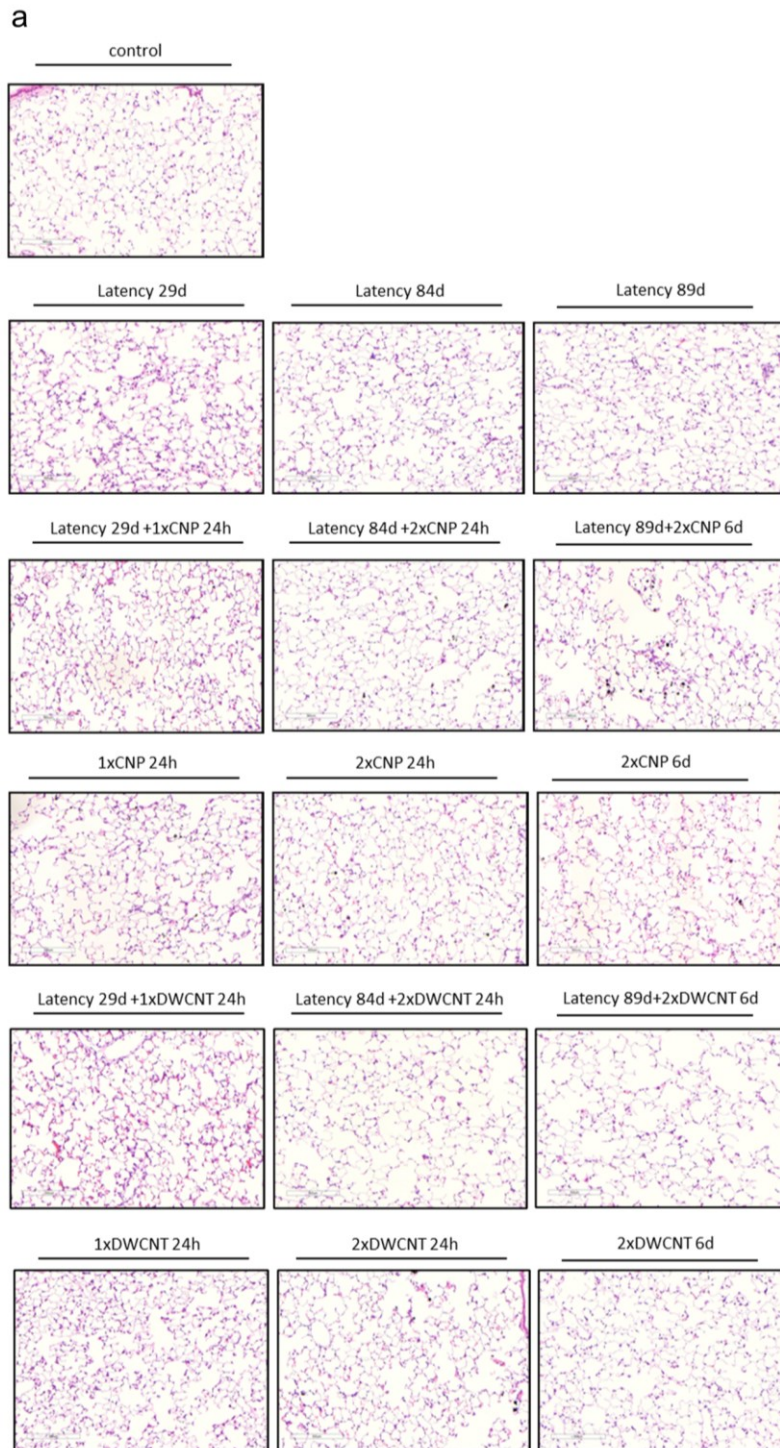 a
control
Latency 29d
Latency 84d
Latency 89d
Latency 29d +1xCNP 24h
Latency 84d +2xCNP 24h
Latency 89d+2xCNP 6d
1xCNP 24h
2xCNP 24h
2xCNP 6d
Latency 29d +1xDWCNT 24h
Latency 84d +2xDWCNT 24h
Latency 89d+2xDWCNT 6d
1xDWCNT 24h
2xDWCNT 24h
2xDWCNT 6d